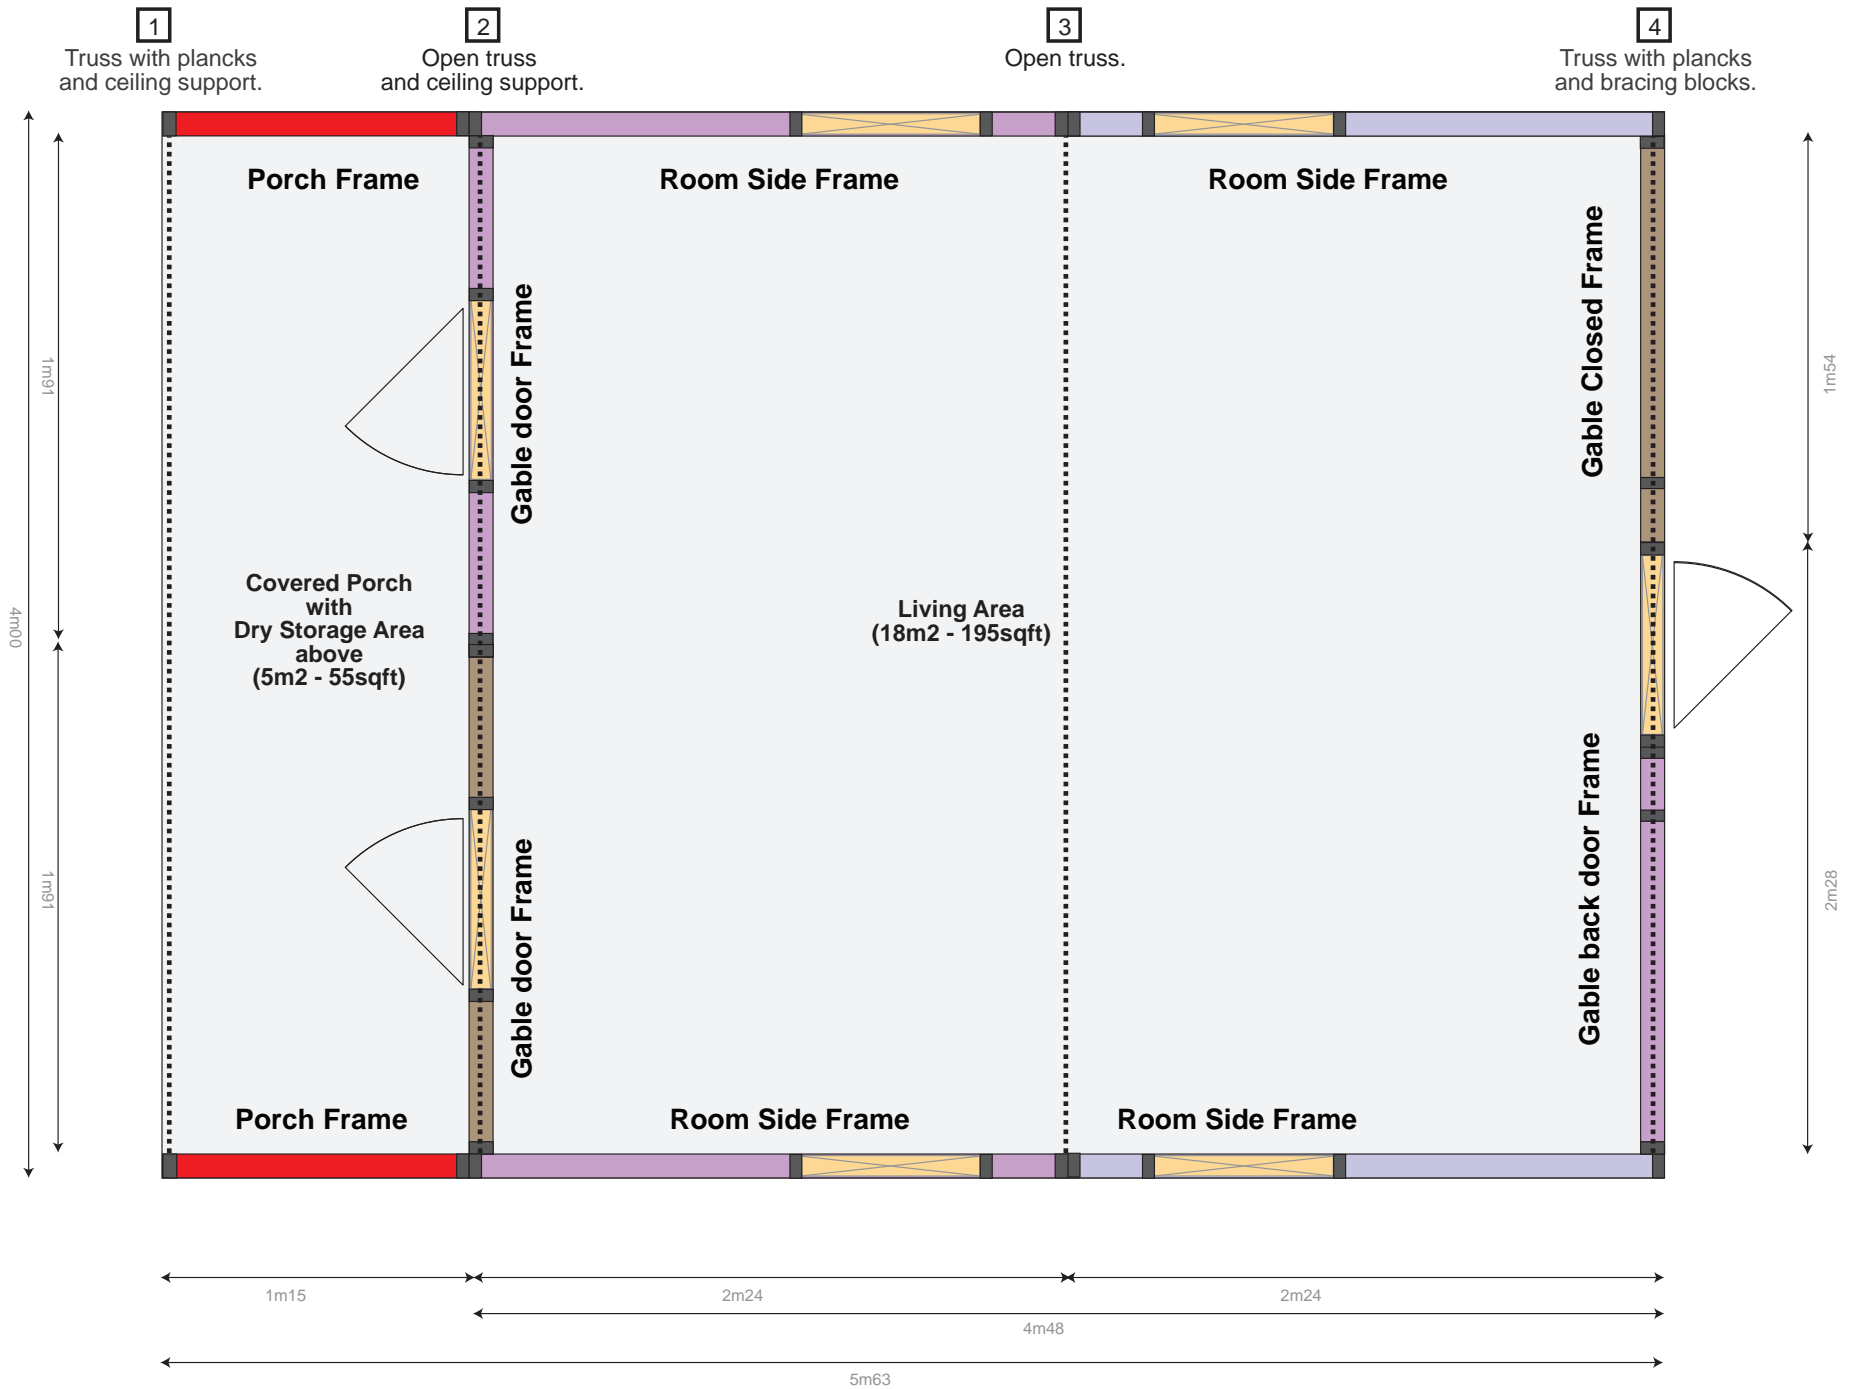 1
2
3
4
Truss with plancks
and ceiling support.
Open truss
and ceiling support.
Open truss.
Truss with plancks
and bracing blocks.
Porch Frame
Room Side Frame
Room Side Frame
Gable door Frame
Gable Closed Frame
1m91
1m54
4m00
Covered Porch
with
Dry Storage Area
above
(5m2 - 55sqft)
Living Area
(18m2 - 195sqft)
Gable door Frame
Gable back door Frame
1m91
2m28
Porch Frame
Room Side Frame
Room Side Frame
1m15
2m24
2m24
4m48
5m63